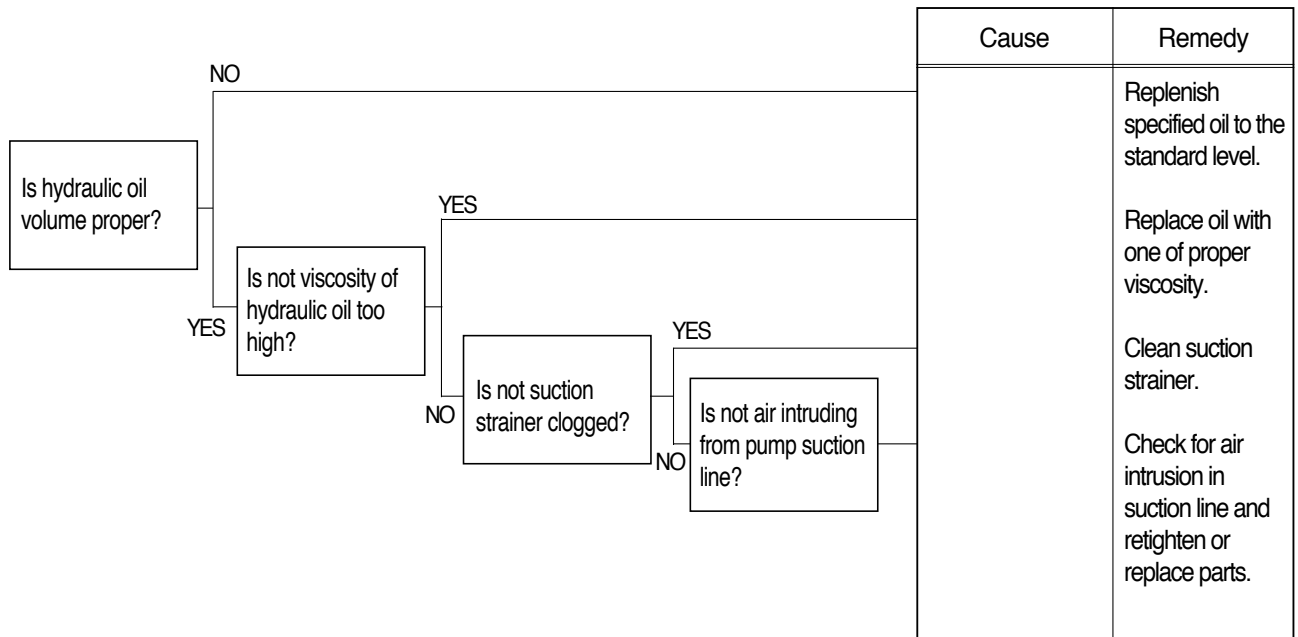 Cause
Remedy
NO
Is hydraulic oil
volume proper?
YES
Is not viscosity of
hydraulic oil too
high?
YES
NO
Is not suction
strainer clogged?
YES
NO
Is not air intruding
from pump suction
line?
Replenish
specified oil to the
standard level.
Replace oil with
one of proper
viscosity.
Clean suction
strainer.
Check for air
intrusion in
suction line and
retighten or
replace parts.